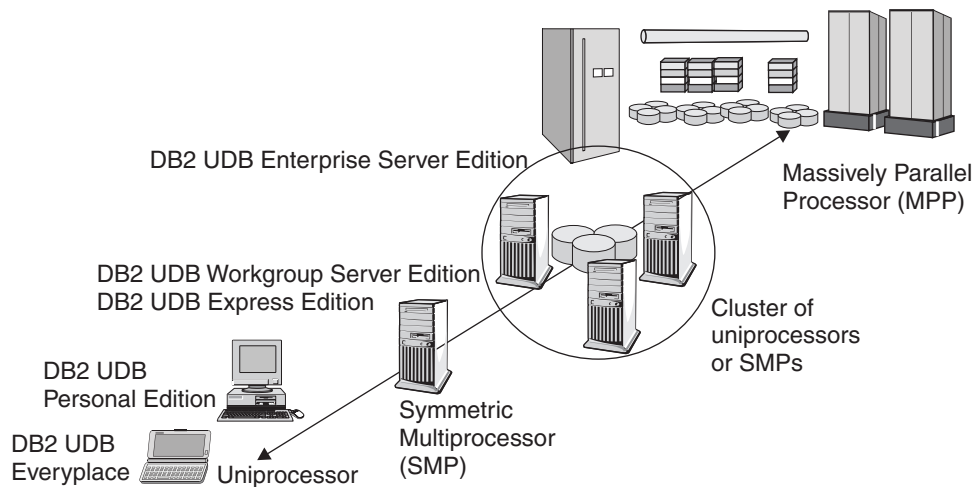 DB2 UDB Enterprise Server Edition
Massively Parallel
Processor (MPP)
DB2 UDB Workgroup Server Edition
DB2 UDB Express Edition
Cluster of
uniprocessors
or SMPs
DB2 UDB
Personal Edition
Symmetric
Multiprocessor
(SMP)
DB2 UDB
Everyplace
Uniprocessor